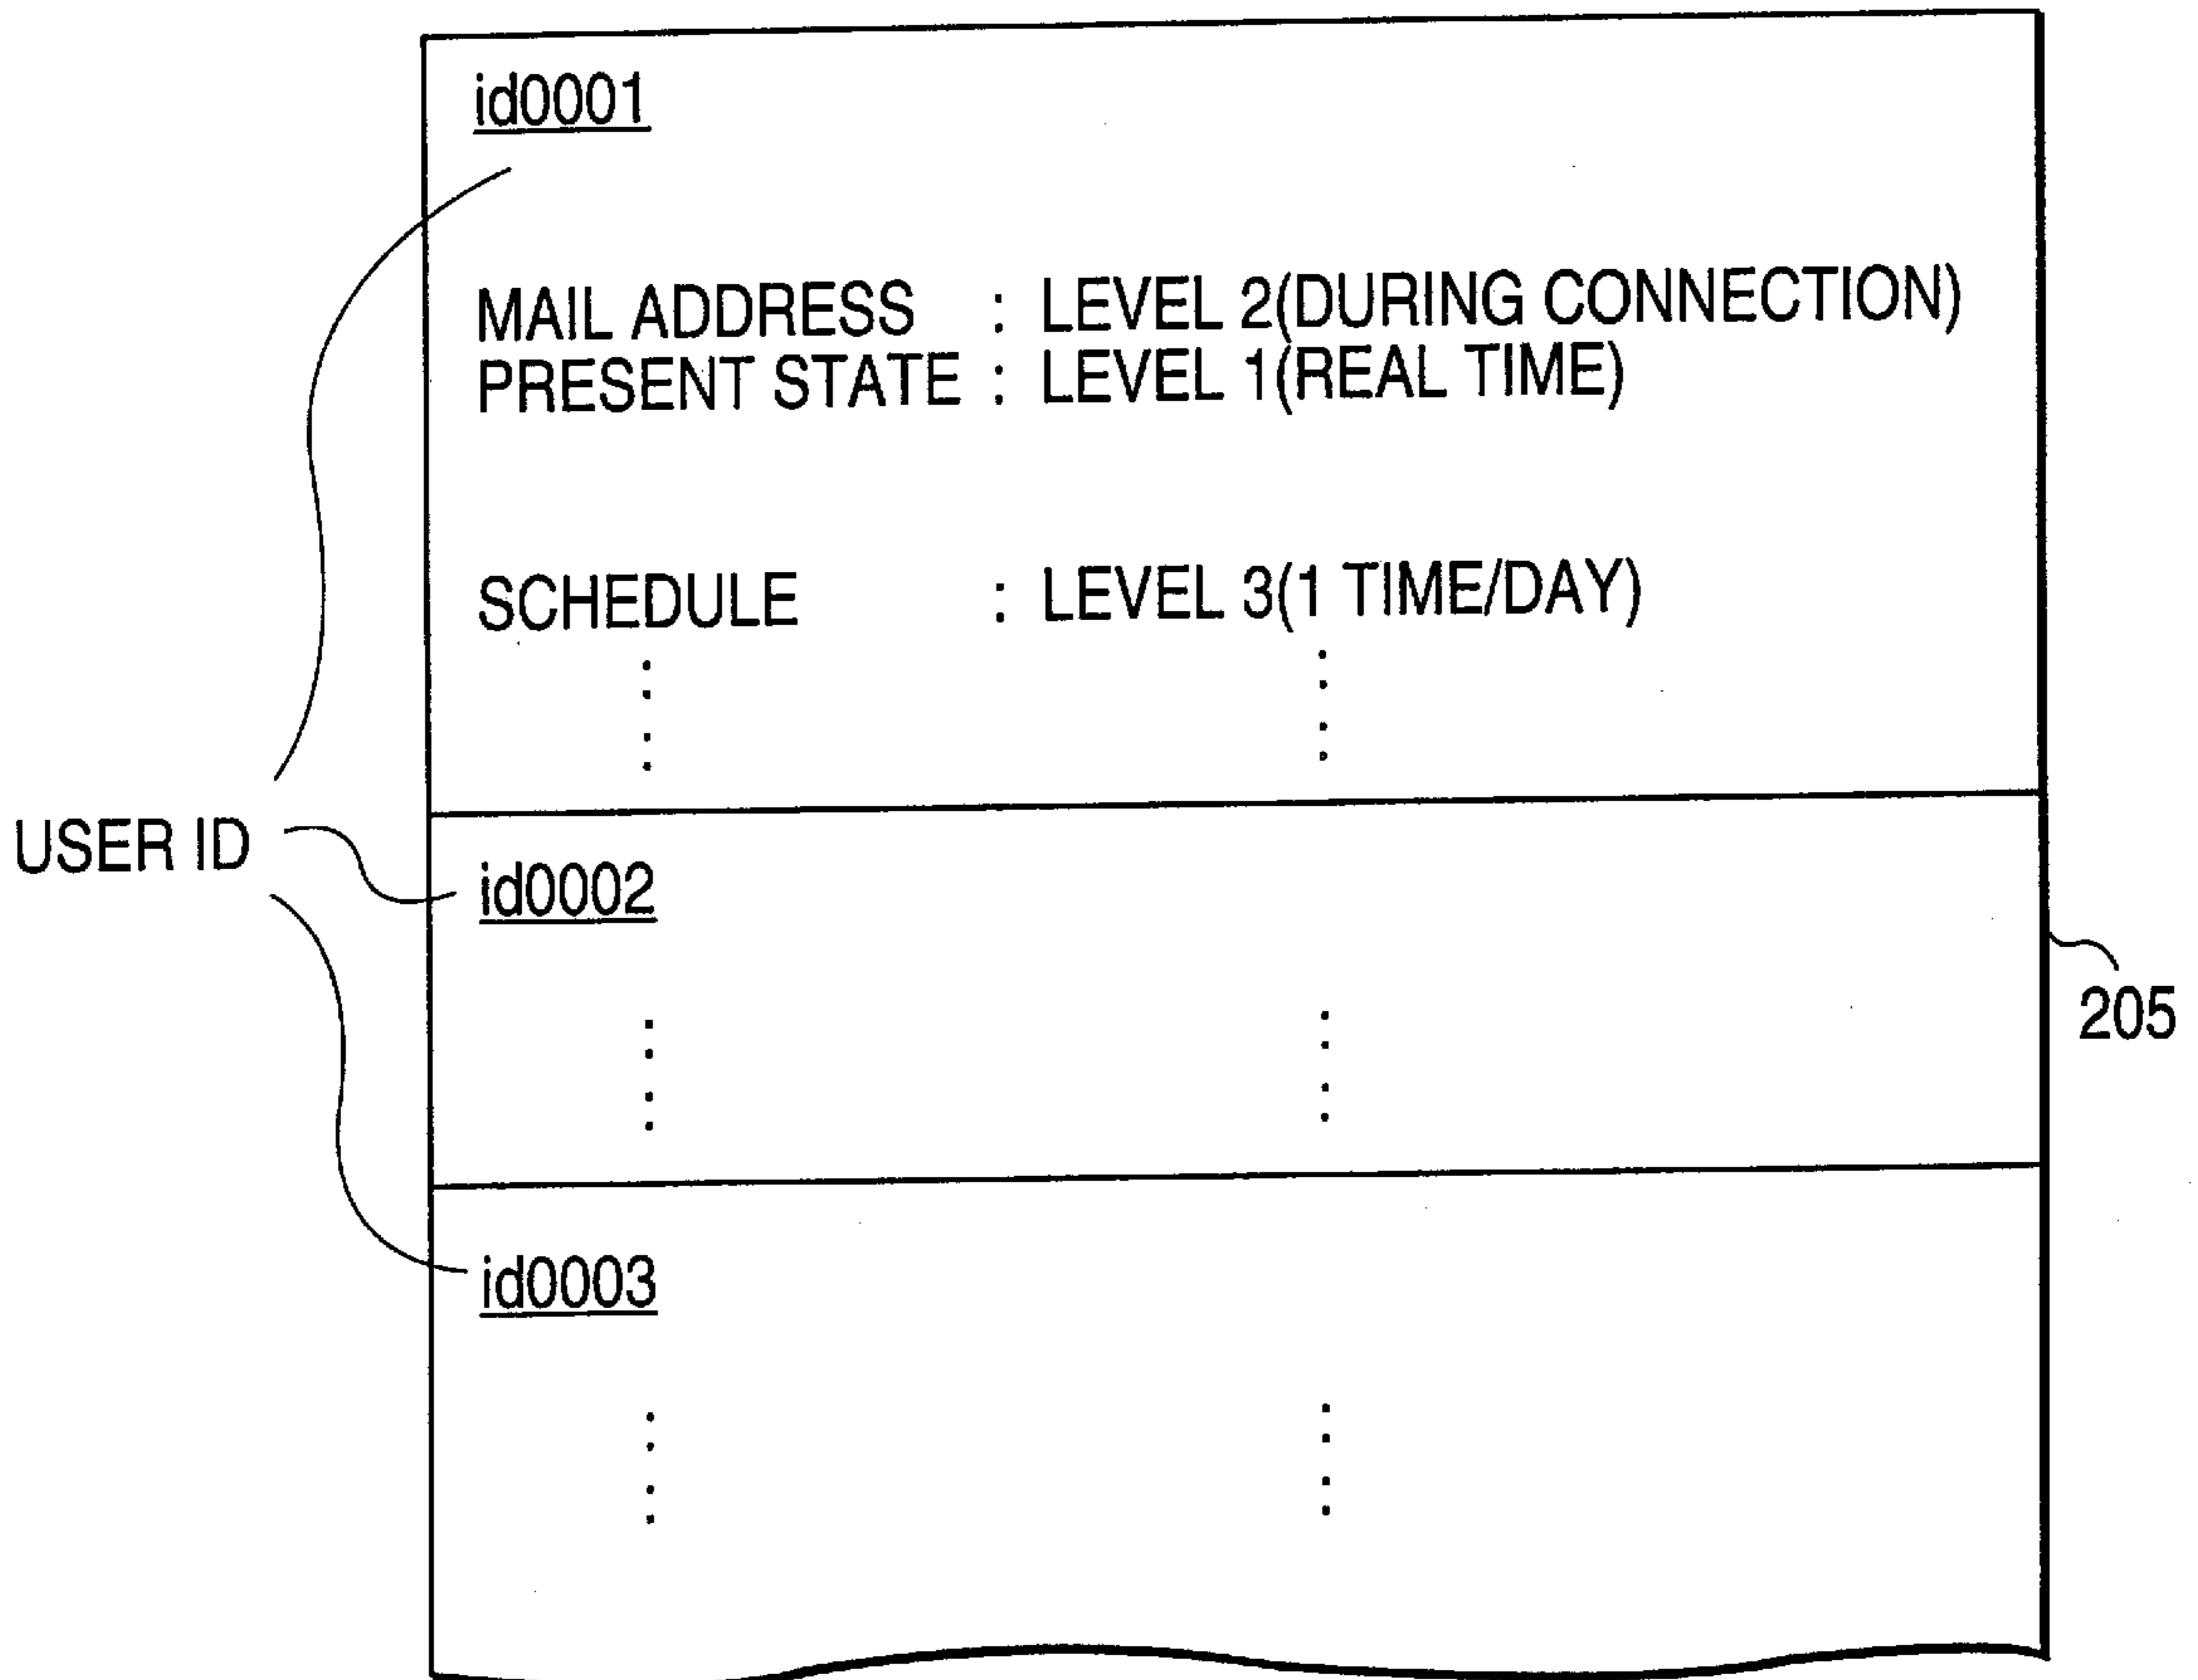 id0001
MAIL ADDRESS : LEVEL 2(DURING CONNECTION)
PRESENT STATE : LEVEL 1(REAL TIME)
SCHEDULE : LEVEL 3(1 TIME/DAY)
USER ID
id0002
205
id0003